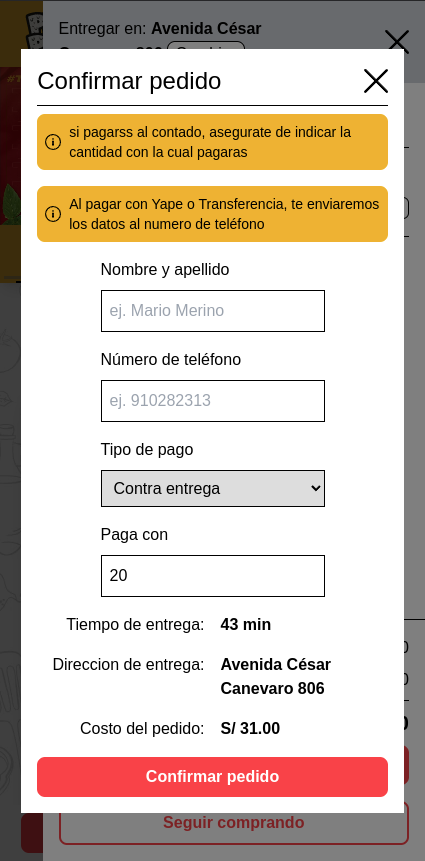 Entregar en: Avenida César
Confirmar pedido
si pagarss al contado, asegurate de indicar la
cantidad con la cual pagaras
Al pagar con Yape o Transferencia, te enviaremos
los datos al numero de teléfono
Nombre y apellido
ej. Mario Merino
Número de teléfono
ej. 910282313
Tipo de pago
Contra entrega
Paga con
20
Tiempo de entrega: 43 min
Direccion de entrega: Avenida César
Canevaro 806
Costo del pedido: S/ 31.00
Confirmar pedido
Seguir comprando